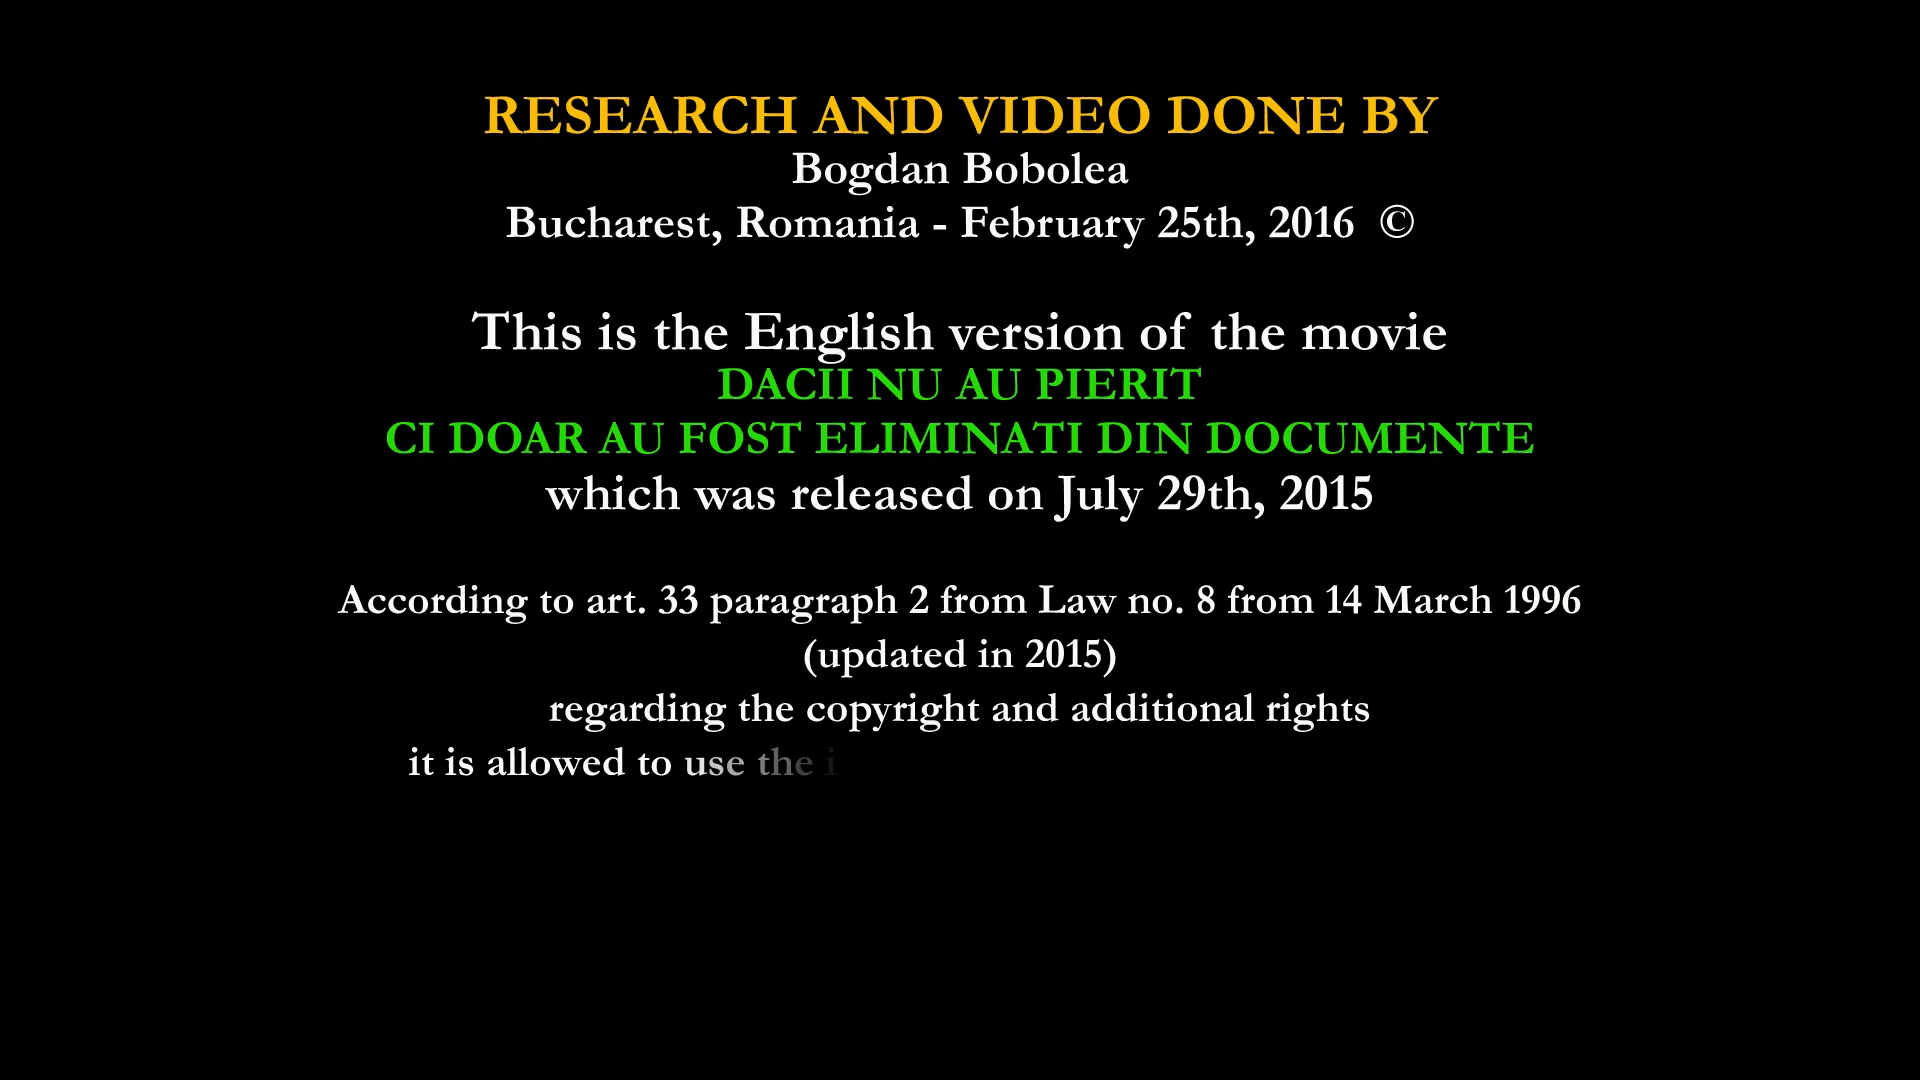 RESEARCH AND VIDEO DONE BY
Bogdan Bobolea
Bucharest, Romania - February 25th, 2016 ©
This is the English version of the movie
DACII NU AU PIERIT
CI DOAR AU FOST ELIMINATI DIN DOCUMENTE
which was released on July 29th, 2015
According to art. 33 paragraph 2 from Law no. 8 from 14 March 1996
(updated in 2015)
regarding the copyright and additional rights
it is allowed to use the i